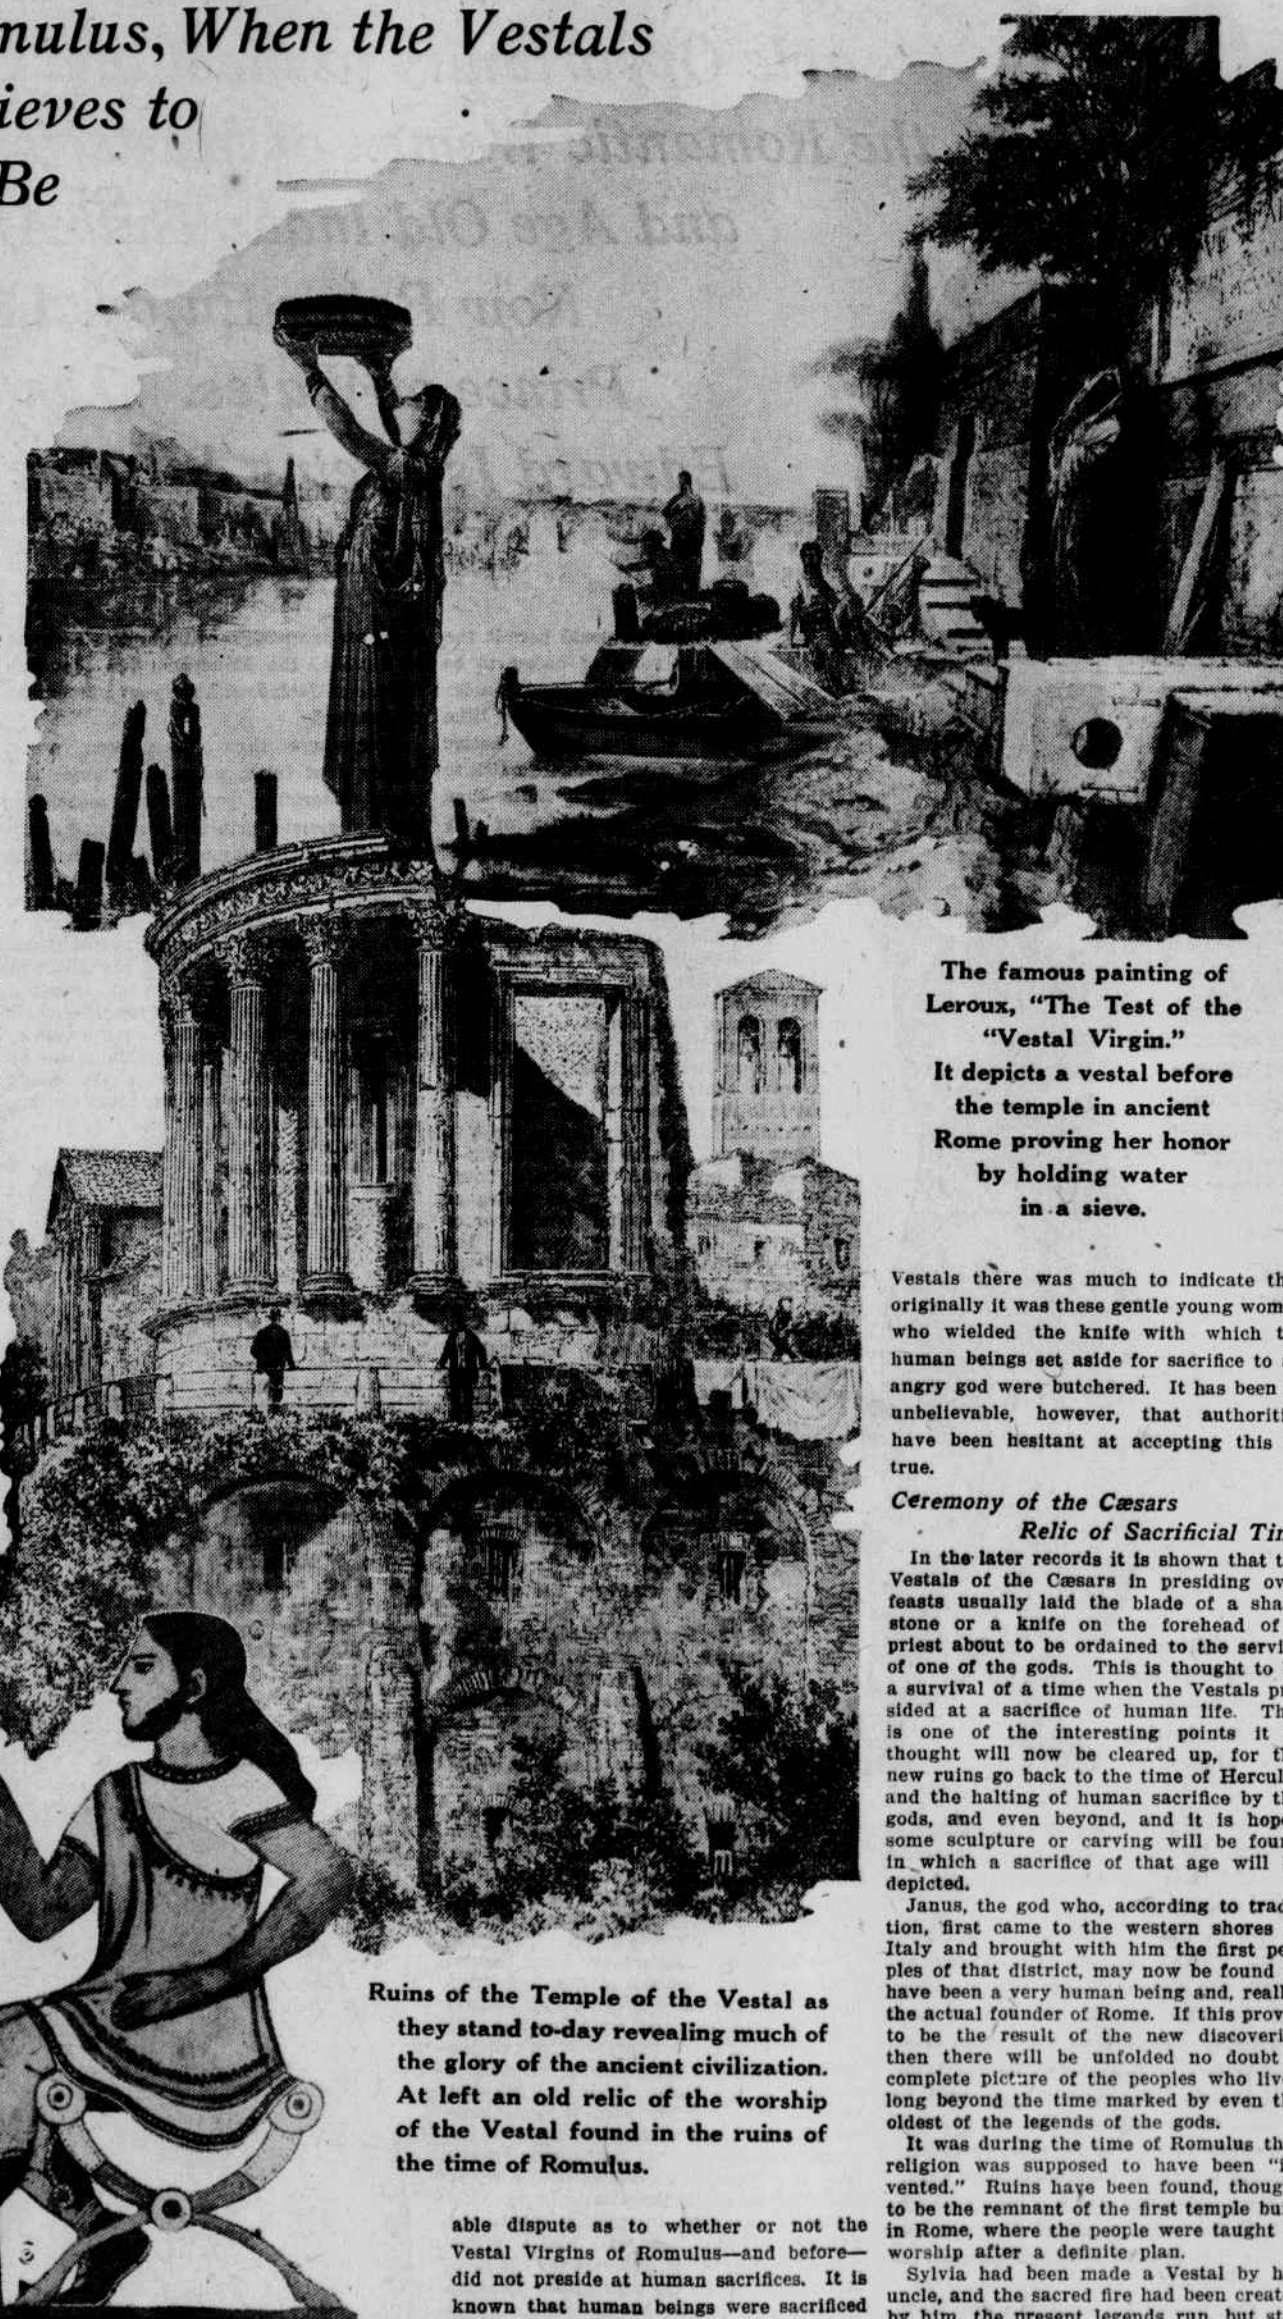 mulus, When the Vestals
ieves to
Be
The famous painting of
Leroux, “The Test of the
“Vestal Virgin.”
It depicts a vestal before
the temple in ancient
Rome proving her honor
by holding water
in a sieve.
Ruins of the Temple of the Vestal as
they stand to-day revealing much of
the glory of the ancient civilization.
At left an old relic of the worship
of the Vestal found in the ruins of
the time of Romulus.
able dispute as to whether or not the
Vestal Virgins of Romulus—and before—
did not preside at human sacrifices. It is
known that human beings were sacrificed
Vestals there was much to indicate th
originally it was these gentle young wom
who wielded the knife with which t
human beings set aside for sacrifice to
angry god were butchered. It has been
unbelievable, however, that authoriti
have been hesitant at accepting this
true.
Ceremony of the Cæsars
Relic of Sacrificial Tim
In the later records it is shown that t
Vestals of the Cæsars in presiding ov
feasts usually laid the blade of a sha
stone or a knife on the forehead of
priest about to be ordained to the servi
of one of the gods. This is thought to
a survival of a time when the Vestals pr
sided at a sacrifice of human life. Th
is one of the interesting points it
thought will now be cleared up, for th
new ruins go back to the time of Hercul
and the halting of human sacrifice by th
gods, and even beyond, and it is hop
some sculpture or carving will be four
in which a sacrifice of that age will
depicted.
Janus, the god who, according to trad
tion, first came to the western shores
Italy and brought with him the first pe
ples of that district, may now be found
have been a very human being and, reall
the actual founder of Rome. If this prov
to be the result of the new discoveri
then there will be unfolded no doubt
complete picture of the peoples who liv
long beyond the time marked by even th
oldest of the legends of the gods.
It was during the time of Romulus tha
religion was supposed to have been “i
vented.” Ruins have been found, thoug
to be the remnant of the first temple bu
in Rome, where the people were taught
worship after a definite plan.
Sylvia had been made a Vestal by h
uncle, and the sacred fire had been creat
by him, the present legends run, but